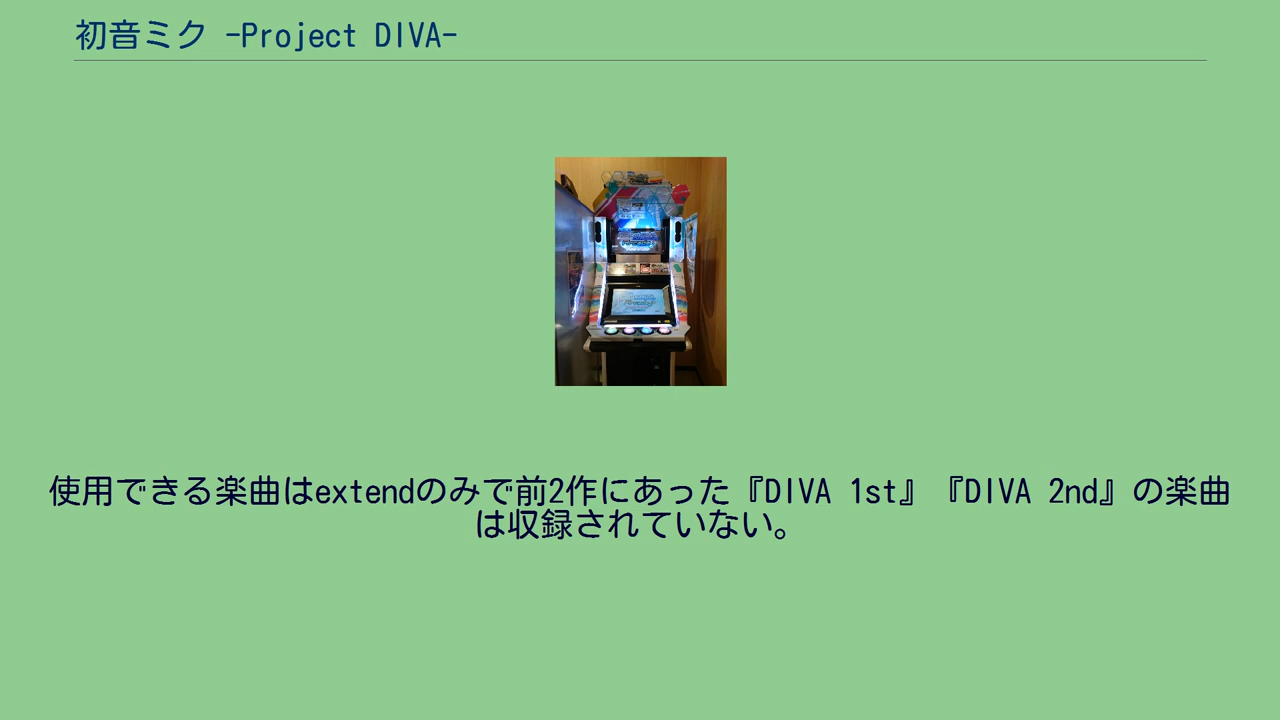 初音ミク -Project DIVA-
使用できる楽曲はextendのみで前2作にあった『DIVA 1st』『DIVA 2nd』の楽曲
は収録されていない。